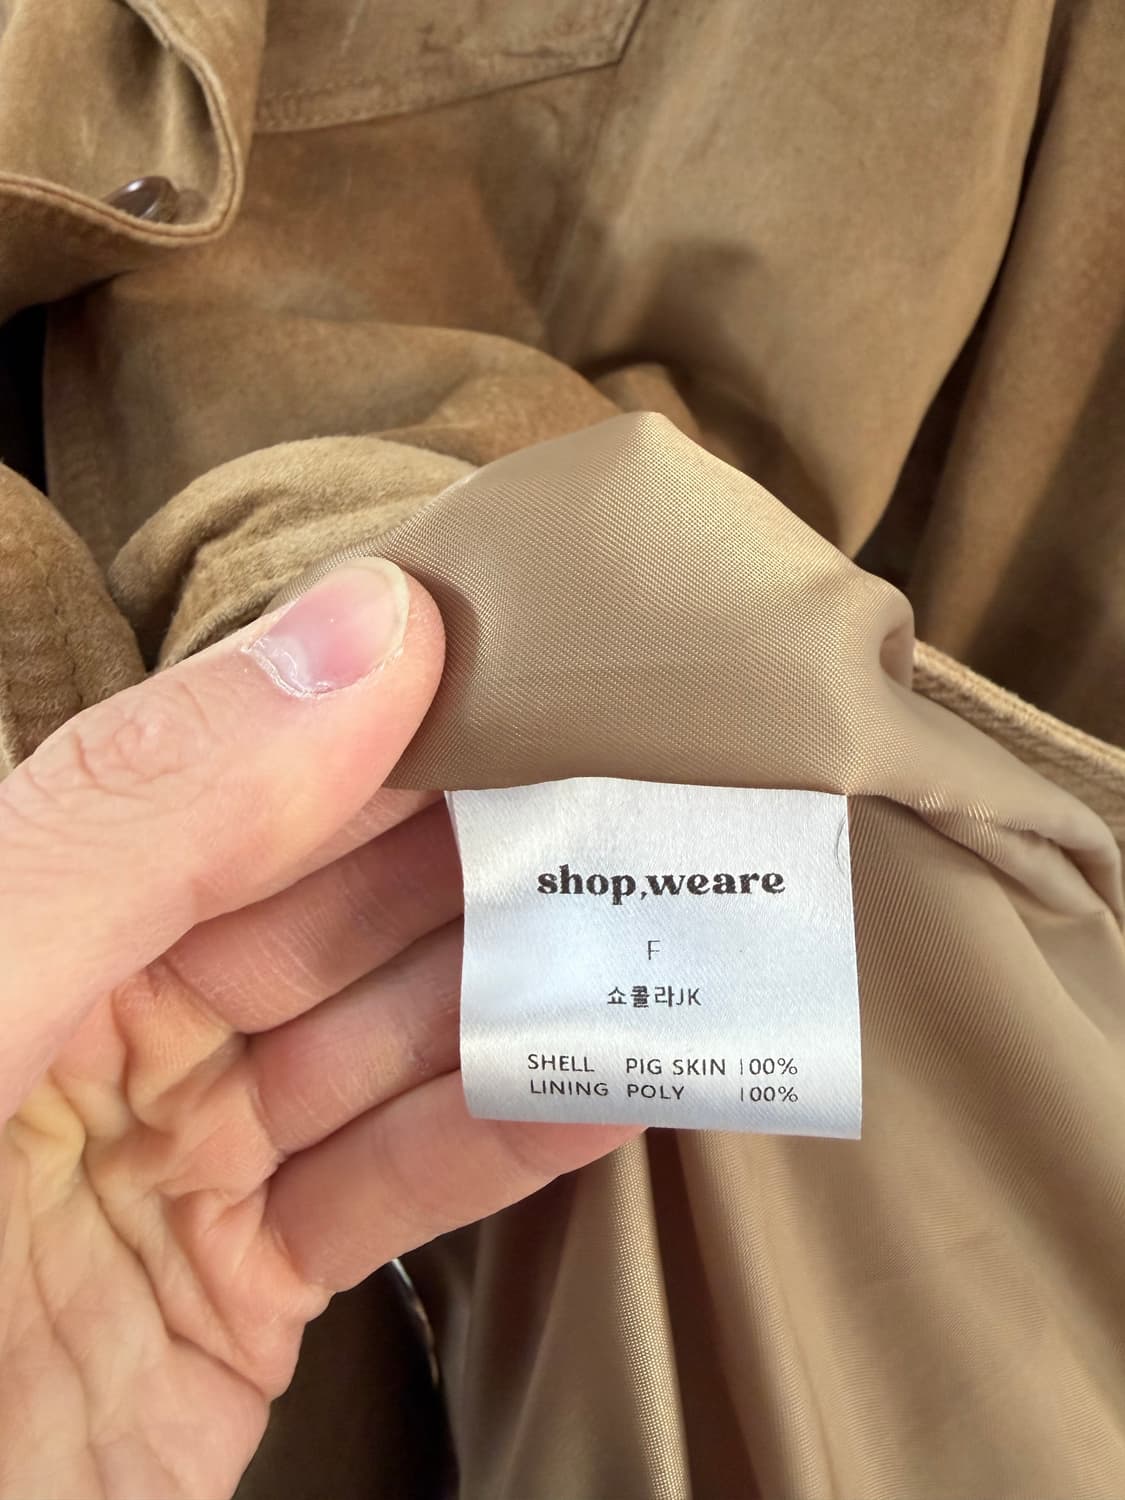 shop,weare
F
쇼콜라JK
SHELL PIG SKIN 100%
LINING POLY 100%